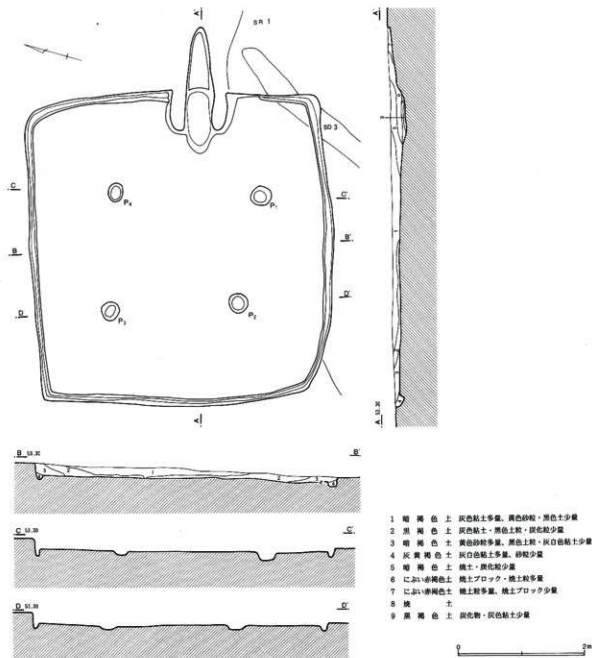 A'
SR 1
SD 3
C
C'
P4
P1
B
B'
D
D'
P3
P2
A
A'
A 53.30
B 53.30
B'
3
2
1
2
C 53.30
C'
D 53.30
D'
1 暗褐色土 灰色粘土多量、黄色砂粒・黒色土少量
2 黒褐色土 灰色粘土・黒色土粒・炭化粒少量
3 暗褐色土 黄色砂粒多量、黒色土粒・灰白色粘土少量
4 灰黄褐色土 灰白色粘土多量、砂粒少量
5 暗褐色土 焼土・炭化粒少量
6 にぶい赤褐色土 焼土ブロック・焼土粒多量
7 にぶい赤褐色土 焼土粒多量、焼土ブロック少量
8 焼土
9 黒褐色土 炭化物・灰色粘土少量
0 2m